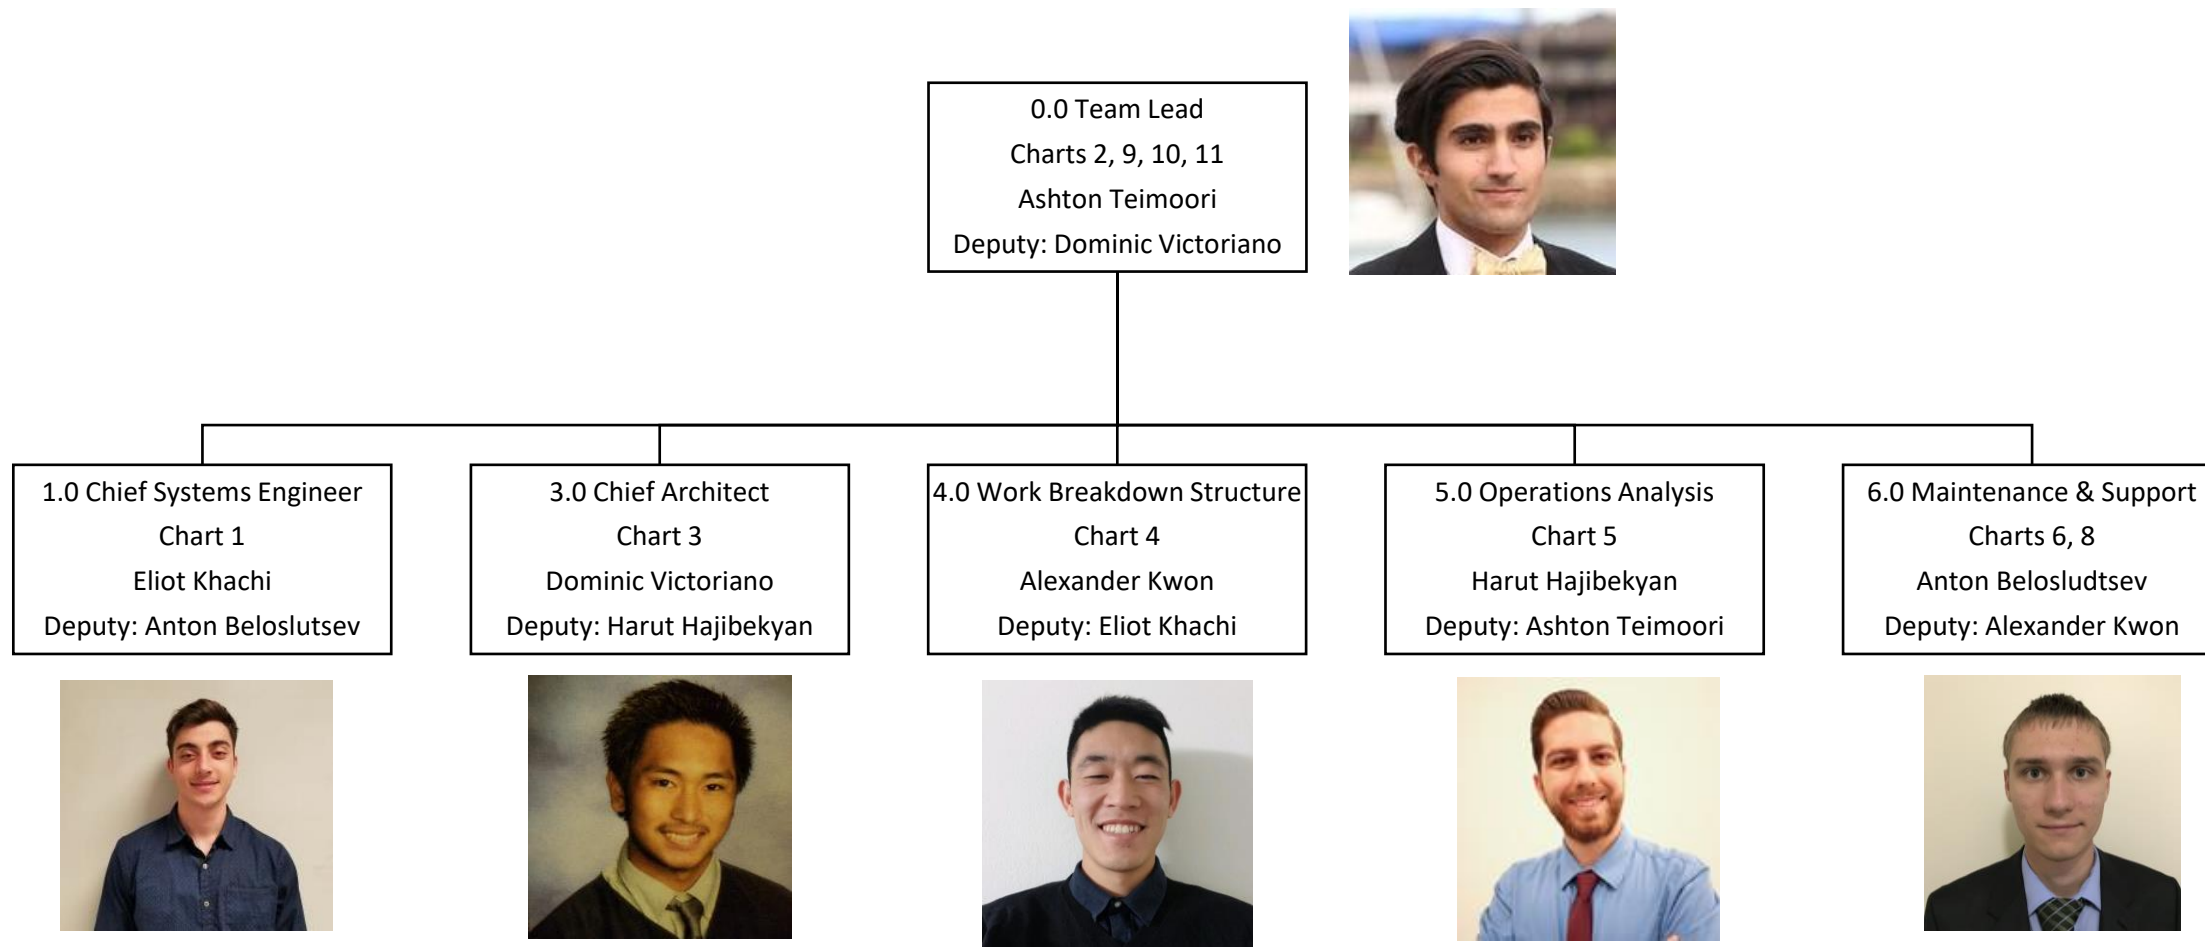 0.0 Team Lead
Charts 2, 9, 10, 11
Ashton Teimoori
Deputy: Dominic Victoriano
1.0 Chief Systems Engineer
Chart 1
Eliot Khachi
Deputy: Anton Beloslutsev
3.0 Chief Architect
Chart 3
Dominic Victoriano
Deputy: Harut Hajibekyan
4.0 Work Breakdown Structure
Chart 4
Alexander Kwon
Deputy: Eliot Khachi
5.0 Operations Analysis
Chart 5
Harut Hajibekyan
Deputy: Ashton Teimoori
6.0 Maintenance & Support
Charts 6, 8
Anton Belosludtsev
Deputy: Alexander Kwon